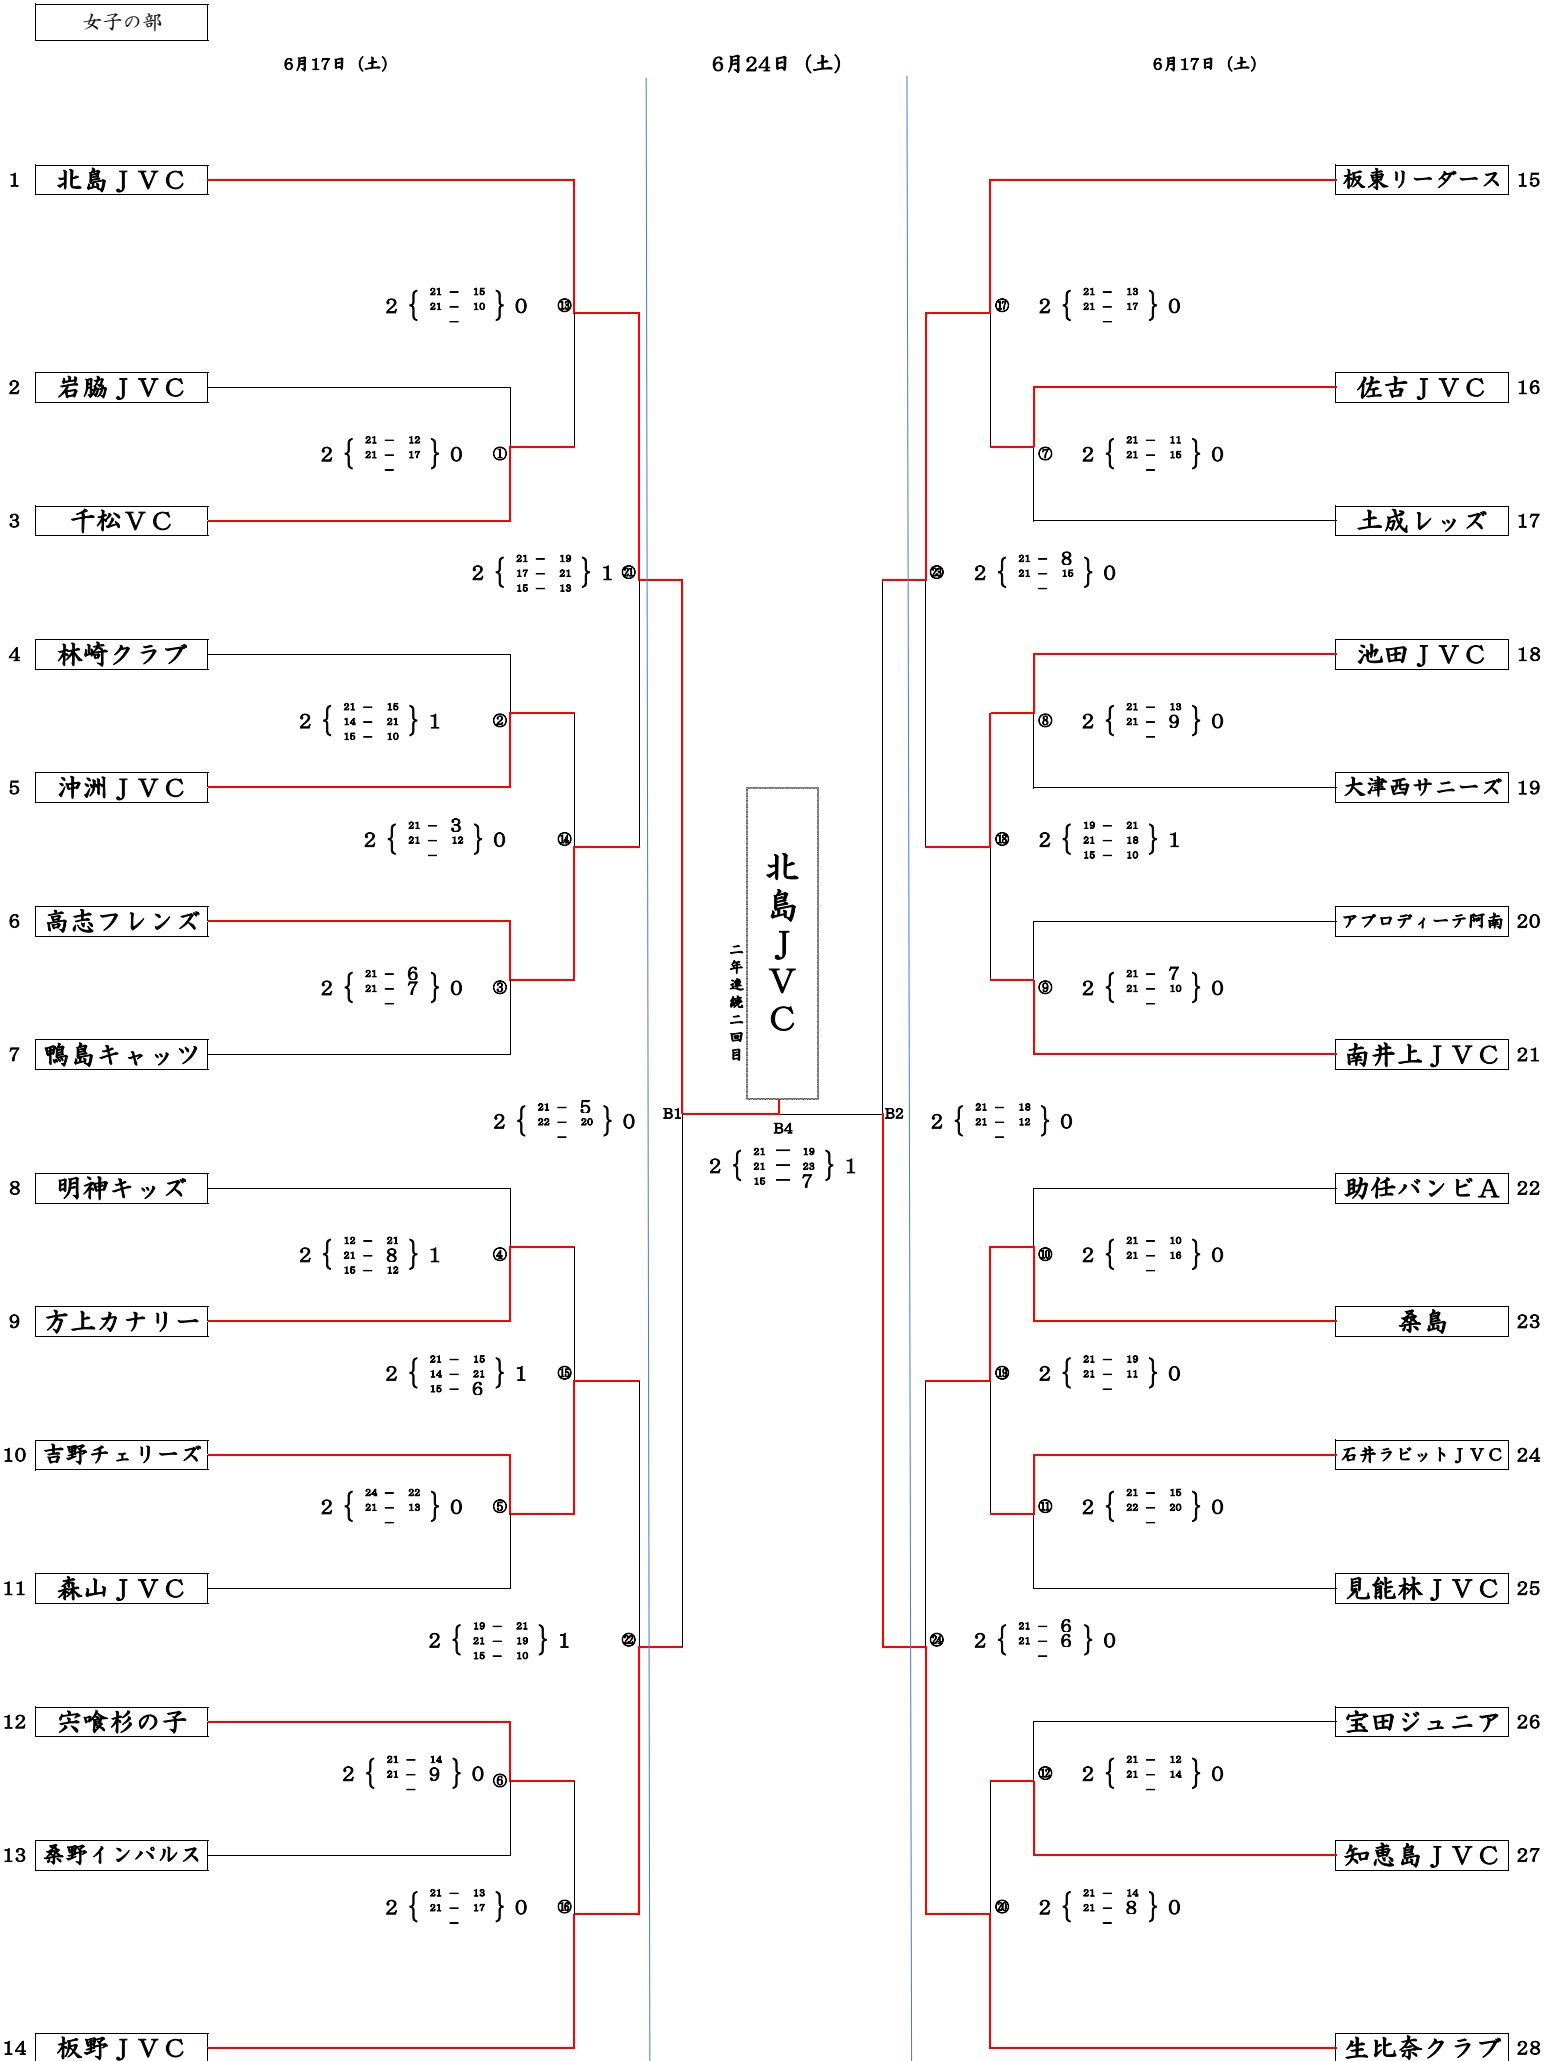 女子の部
6月17日（土）
6月24日（土）
6月17日（土）
1 北島ＪＶＣ
板東リーダース 15
2 { 21 － 15 } 0 ⑬
21 － 10
－
⑰ 2 { 21 － 13 } 0
21 － 17
－
2 岩脇ＪＶＣ
佐古ＪＶＣ 16
2 { 21 － 12 } 0 ①
21 － 17
－
⑦ 2 { 21 － 11 } 0
21 － 15
－
3 千松ＶＣ
土成レッズ 17
2 { 21 － 19 } 1 ㉑
17 － 21
15 － 13
㉓ 2 { 21 － 8 } 0
21 － 15
－
4 林崎クラブ
池田ＪＶＣ 18
2 { 21 － 15 } 1 ②
14 － 21
15 － 10
⑧ 2 { 21 － 13 } 0
21 － 9
－
5 沖洲ＪＶＣ
大津西サニーズ 19
2 { 21 － 3 } 0 ⑭
21 － 12
－
⑱ 2 { 19 － 21 } 1
21 － 18
15 － 10
北島ＪＶＣ
二年連続二回目
6 高志フレンズ
アプロディーテ阿南 20
2 { 21 － 6 } 0 ③
21 － 7
－
⑨ 2 { 21 － 7 } 0
21 － 10
－
7 鴨島キャッツ
南井上ＪＶＣ 21
2 { 21 － 5 } 0 B1
22 － 20
－
B2 2 { 21 － 18 } 0
21 － 12
－
B4
2 { 21 － 19 } 1
21 － 23
15 － 7
8 明神キッズ
助任バンビＡ 22
2 { 12 － 21 } 1 ④
21 － 8
15 － 12
⑩ 2 { 21 － 10 } 0
21 － 16
－
9 方上カナリー
桑島 23
2 { 21 － 15 } 1 ⑮
14 － 21
15 － 6
⑲ 2 { 21 － 19 } 0
21 － 11
－
10 吉野チェリーズ
石井ラビットＪＶＣ 24
2 { 24 － 22 } 0 ⑤
21 － 13
－
⑪ 2 { 21 － 15 } 0
22 － 20
－
11 森山ＪＶＣ
見能林ＪＶＣ 25
2 { 19 － 21 } 1 ㉒
21 － 19
15 － 10
㉔ 2 { 21 － 6 } 0
21 － 6
－
12 宍喰杉の子
宝田ジュニア 26
2 { 21 － 14 } 0 ⑥
21 － 9
－
⑫ 2 { 21 － 12 } 0
21 － 14
－
13 桑野インパルス
知恵島ＪＶＣ 27
2 { 21 － 13 } 0 ⑯
21 － 17
－
⑳ 2 { 21 － 14 } 0
21 － 8
－
14 板野ＪＶＣ
生比奈クラブ 28